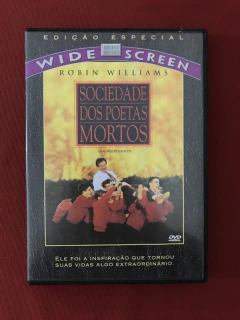 EDIÇÃO ESPECIAL
WIDE SCREEN
ROBIN WILLIAMS
SOCIEDADE
DOS POETAS
MORTOS
DVD
ELE FOI A INSPIRAÇÃO QUE TORNOU
SUAS VIDAS ALGO EXTRAORDINÁRIO.